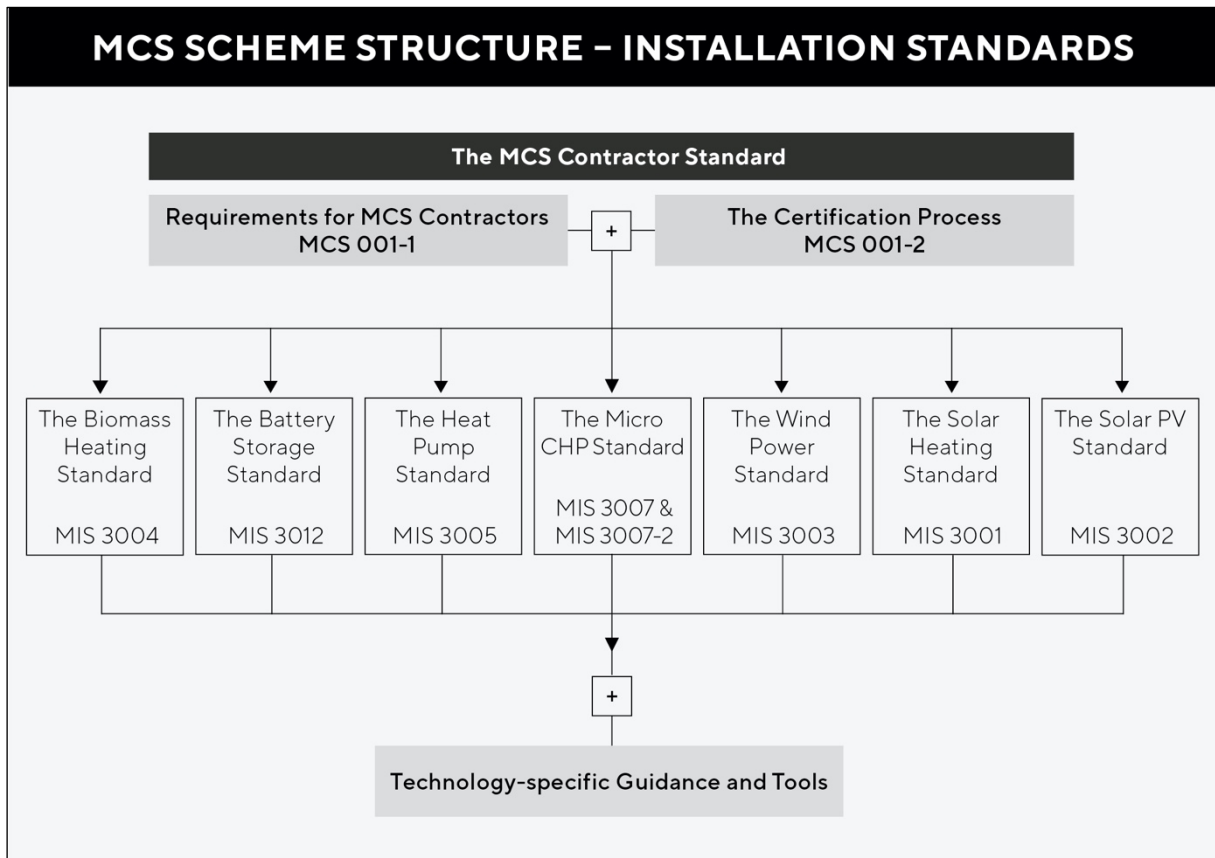 MCS SCHEME STRUCTURE – INSTALLATION STANDARDS
The MCS Contractor Standard
Requirements for MCS Contractors
MCS 001-1
+
The Certification Process
MCS 001-2
The Biomass
Heating
Standard
MIS 3004
The Battery
Storage
Standard
MIS 3012
The Heat
Pump
Standard
MIS 3005
The Micro
CHP Standard
MIS 3007 &
MIS 3007-2
The Wind
Power
Standard
MIS 3003
The Solar
Heating
Standard
MIS 3001
The Solar PV
Standard
MIS 3002
+
Technology-specific Guidance and Tools